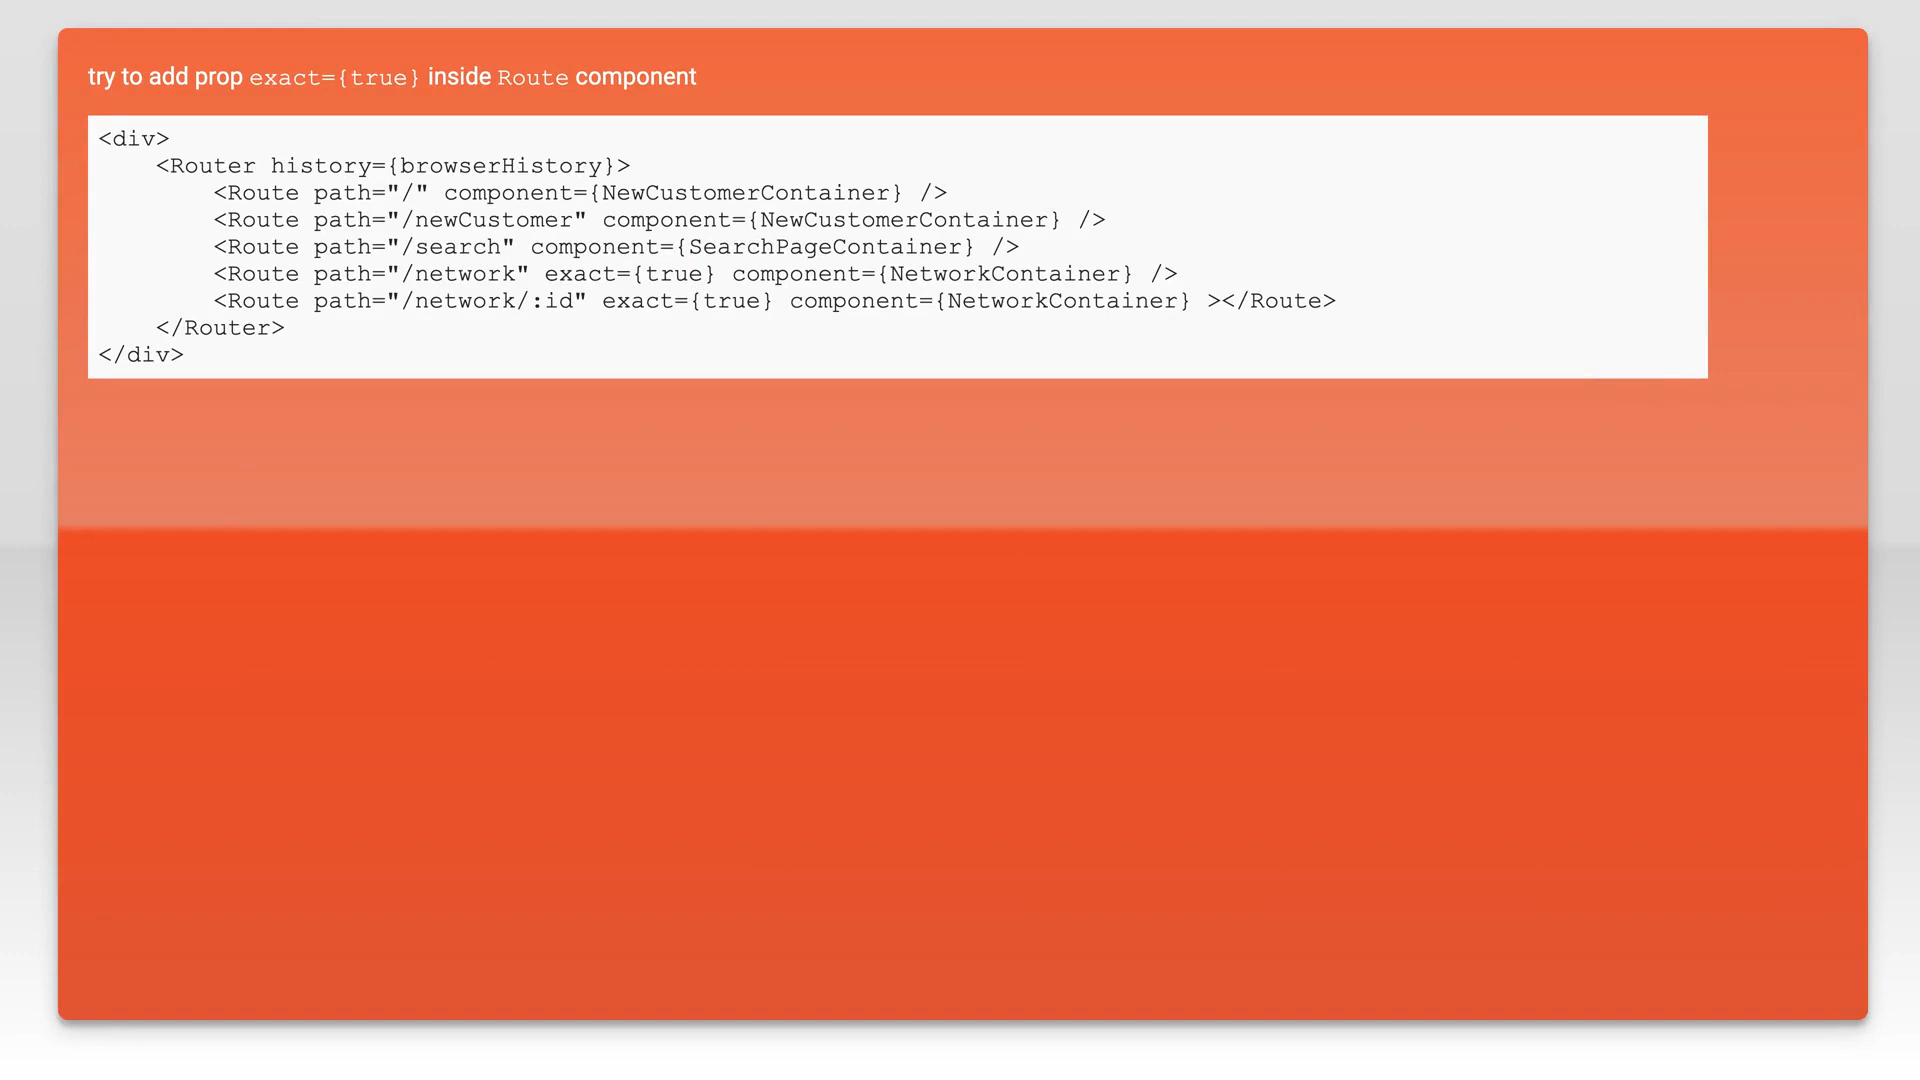 try to add prop exact={true} inside Route component
<div>
    <Router history={browserHistory}>
        <Route path="/" component={NewCustomerContainer} />
        <Route path="/newCustomer" component={NewCustomerContainer} />
        <Route path="/search" component={SearchPageContainer} />
        <Route path="/network" exact={true} component={NetworkContainer} />
        <Route path="/network/:id" exact={true} component={NetworkContainer} ></Route>
    </Router>
</div>